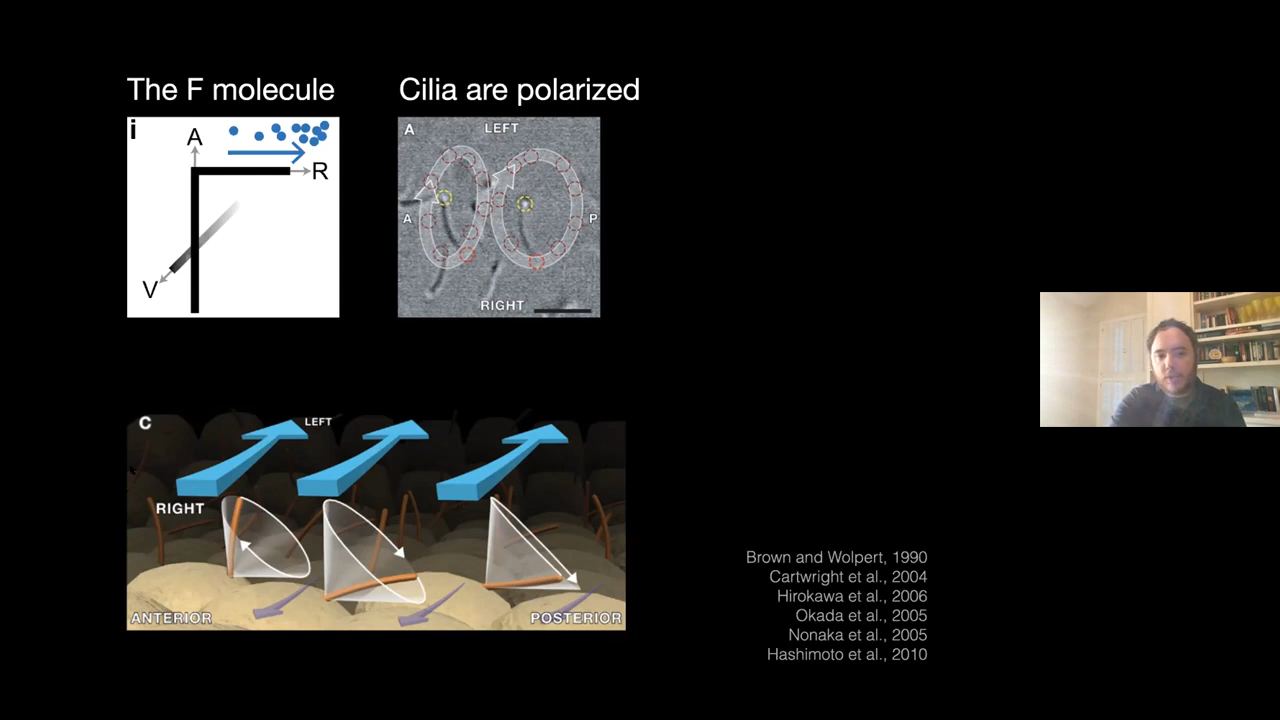 The F molecule
Cilia are polarized
i
A
R
V
A
LEFT
A
P
RIGHT
C
LEFT
RIGHT
ANTERIOR
POSTERIOR
Brown and Wolpert, 1990
Cartwright et al., 2004
Hirokawa et al., 2006
Okada et al., 2005
Nonaka et al., 2005
Hashimoto et al., 2010